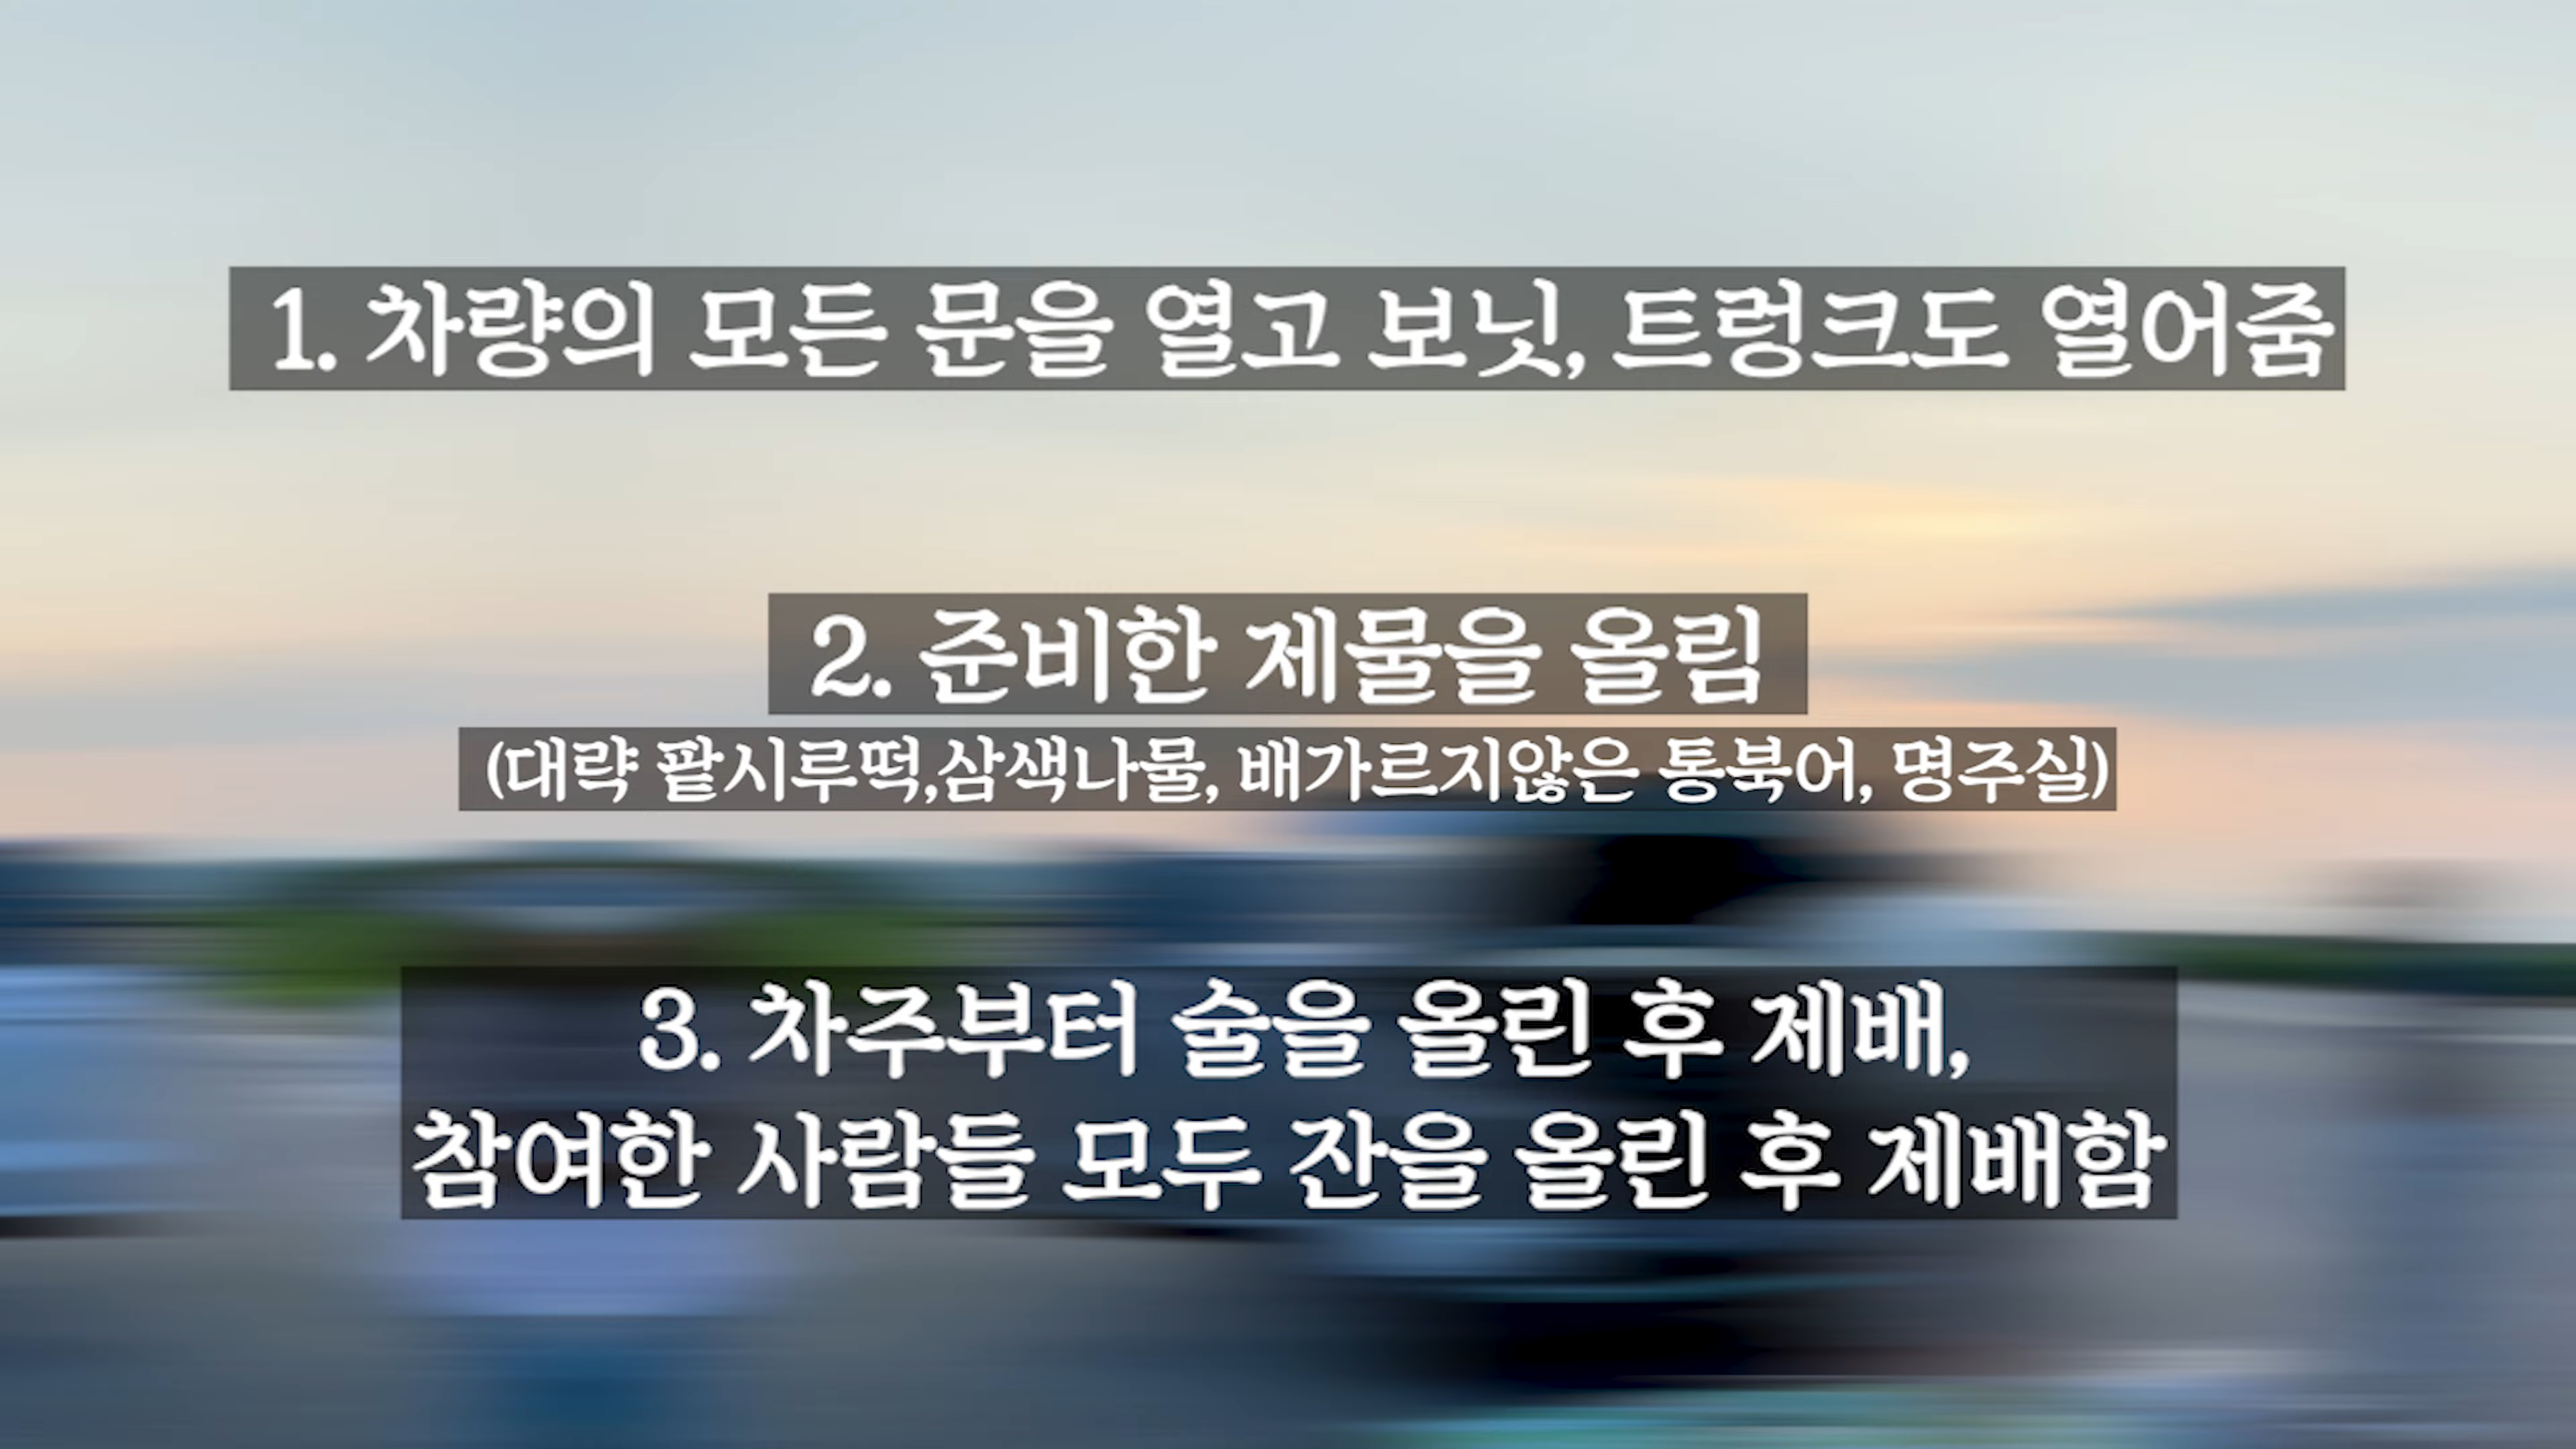 1. 차량의 모든 문을 열고 보닛, 트렁크도 열어줌
2. 준비한 제물을 올림
(대략 팥시루떡,삼색나물, 배가르지않은 통북어, 명주실)
3. 차주부터 술을 올린 후 제배,
참여한 사람들 모두 잔을 올린 후 제배함